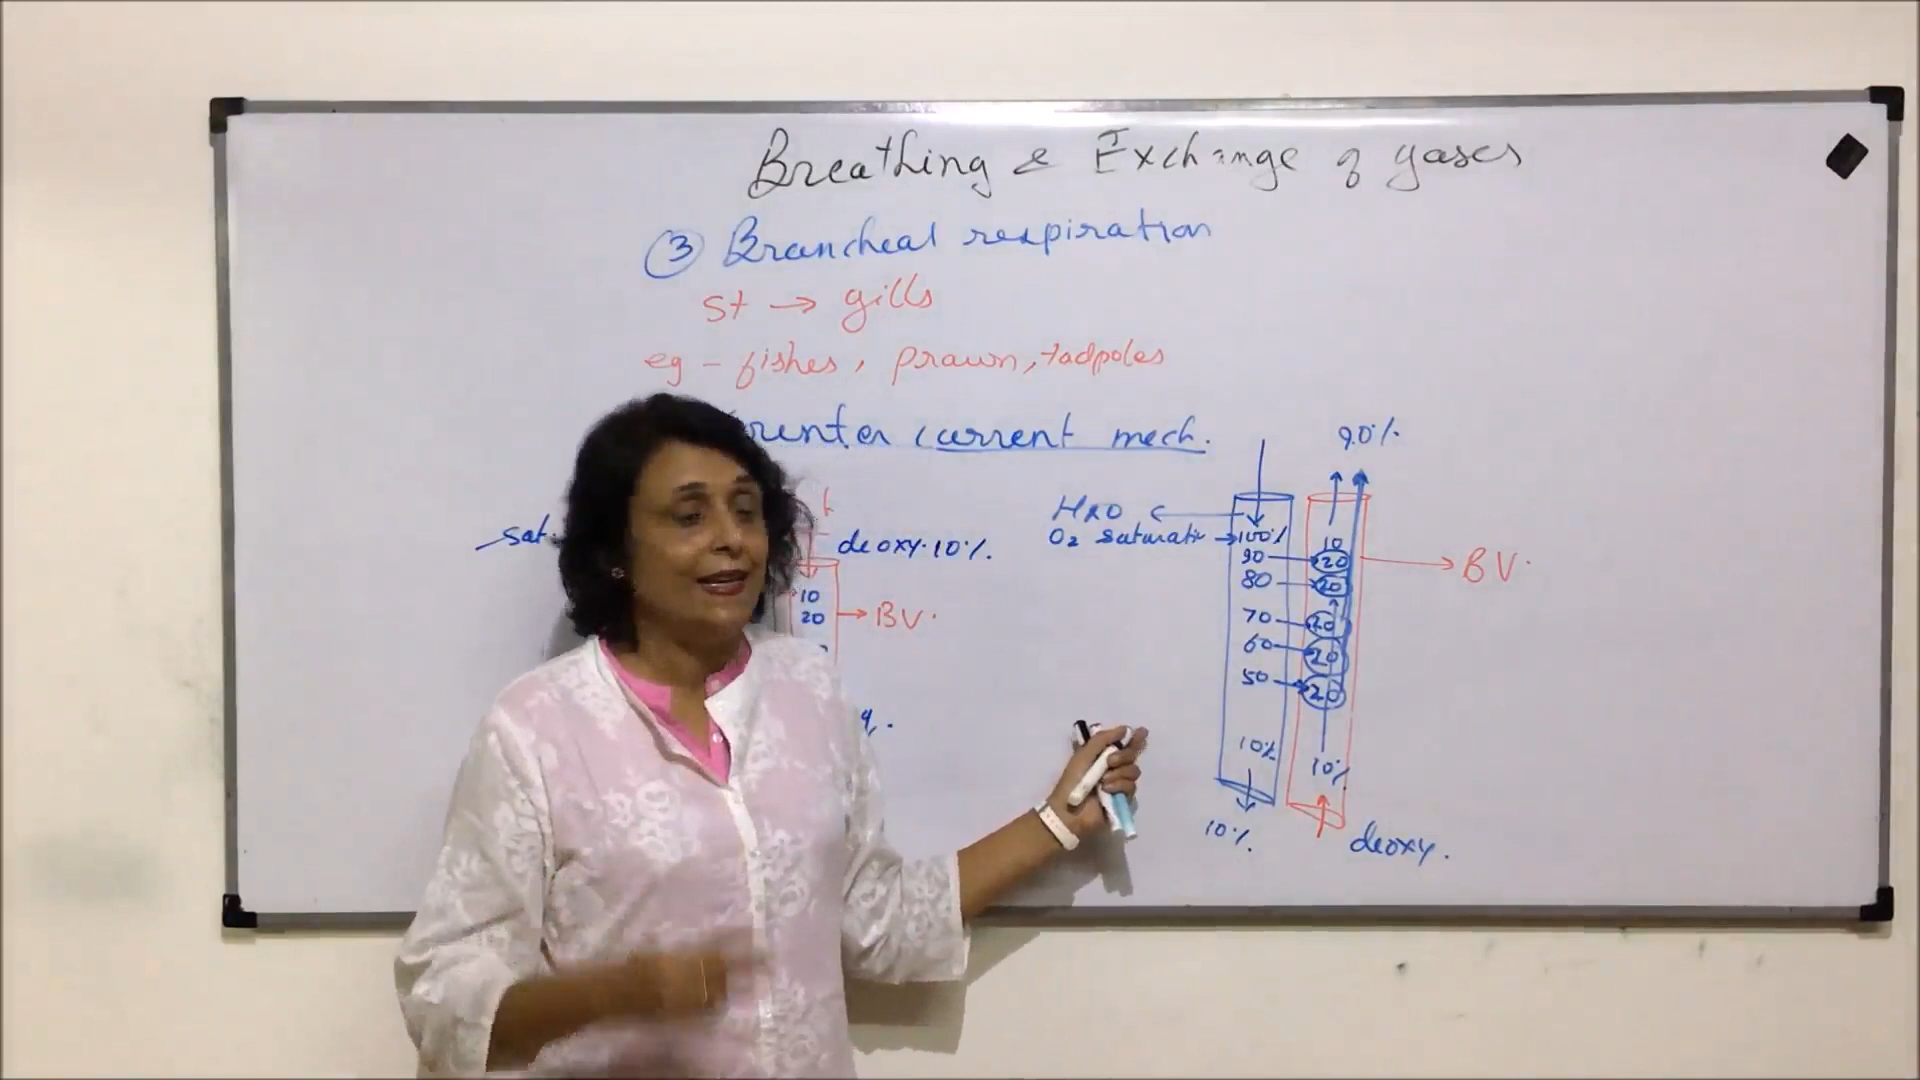 Breathing & Exchange of gases
③ Brancheal respiration
St → gills
eg - fishes, prawn, tadpoles
current mech.
90%
sat.
deoxy. 10%.
10
20
→ BV.
H2O
O2 saturatio → 100%
10
90 → 20
80 → 20
70 → 20
60 → 20
50 → 20
→ BV.
10%
10%
10%.
deoxy.